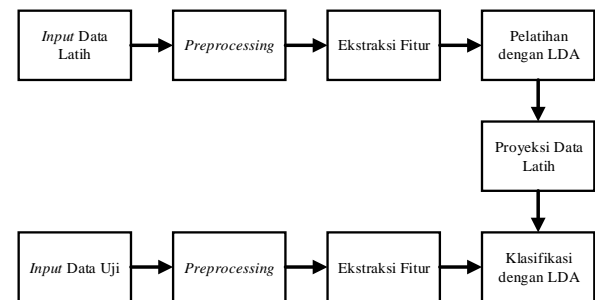 Input Data
Latih
Preprocessing
Ekstraksi Fitur
Pelatihan
dengan LDA
Proyeksi Data
Latih
Input Data Uji
Preprocessing
Ekstraksi Fitur
Klasifikasi
dengan LDA